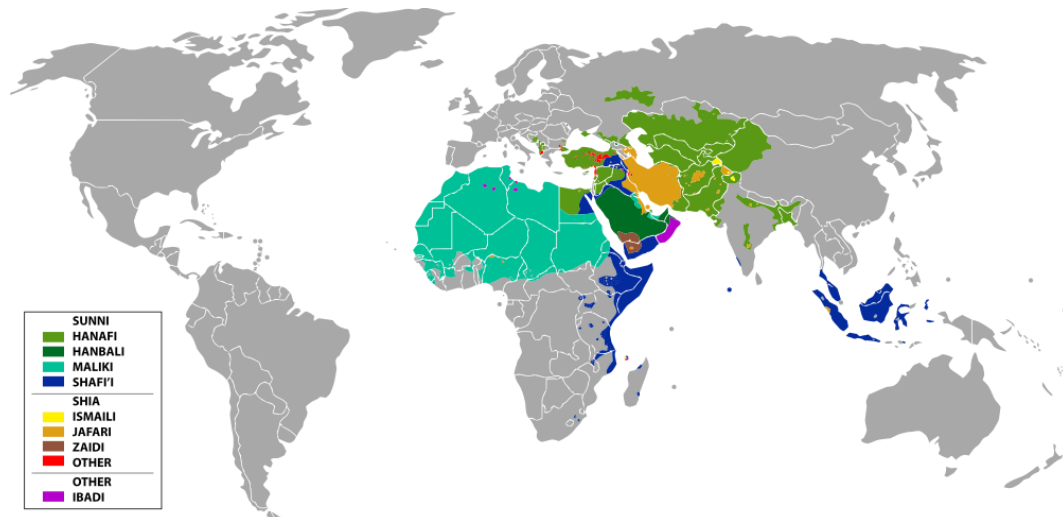 SUNNI
HANAFI
HANBALI
MALIKI
SHAFI'I
SHIA
ISMAILI
JAFARI
ZAIDI
OTHER
OTHER
IBADI